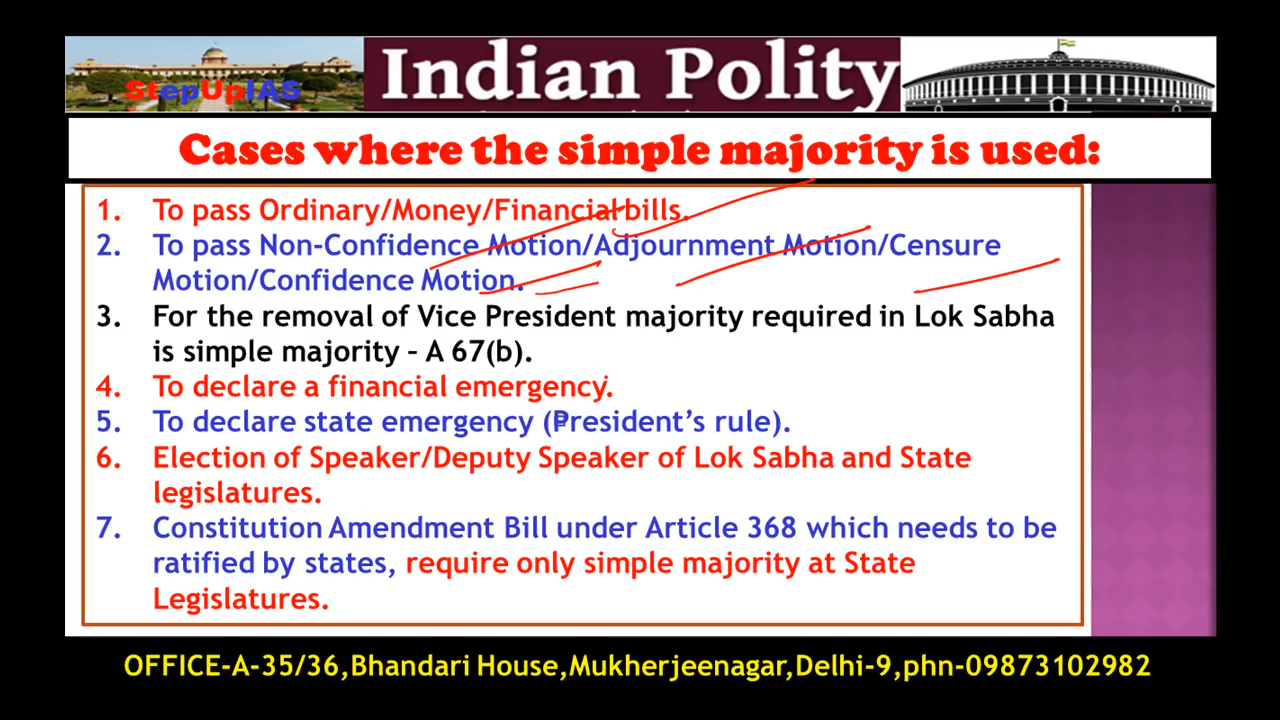 StepUpIAS
Indian Polity
Cases where the simple majority is used:
1. To pass Ordinary/Money/Financial bills.
2. To pass Non-Confidence Motion/Adjournment Motion/Censure
Motion/Confidence Motion.
3. For the removal of Vice President majority required in Lok Sabha
is simple majority – A 67(b).
4. To declare a financial emergency.
5. To declare state emergency (President’s rule).
6. Election of Speaker/Deputy Speaker of Lok Sabha and State
legislatures.
7. Constitution Amendment Bill under Article 368 which needs to be
ratified by states, require only simple majority at State
Legislatures.
OFFICE-A-35/36,Bhandari House,Mukherjeenagar,Delhi-9,phn-09873102982